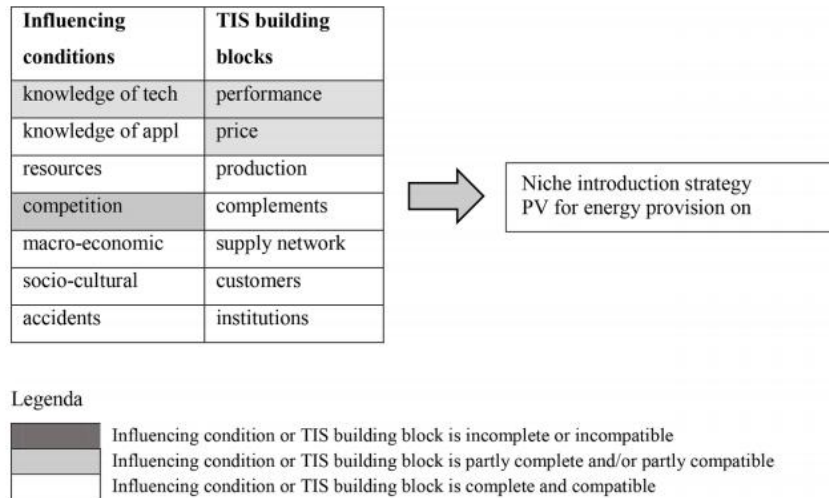 Influencing conditions
TIS building blocks
knowledge of tech performance
knowledge of appl price
resources production
competition complements
macro-economic supply network
socio-cultural customers
accidents institutions
Niche introduction strategy
PV for energy provision on
Legenda
Influencing condition or TIS building block is incomplete or incompatible
Influencing condition or TIS building block is partly complete and/or partly compatible
Influencing condition or TIS building block is complete and compatible